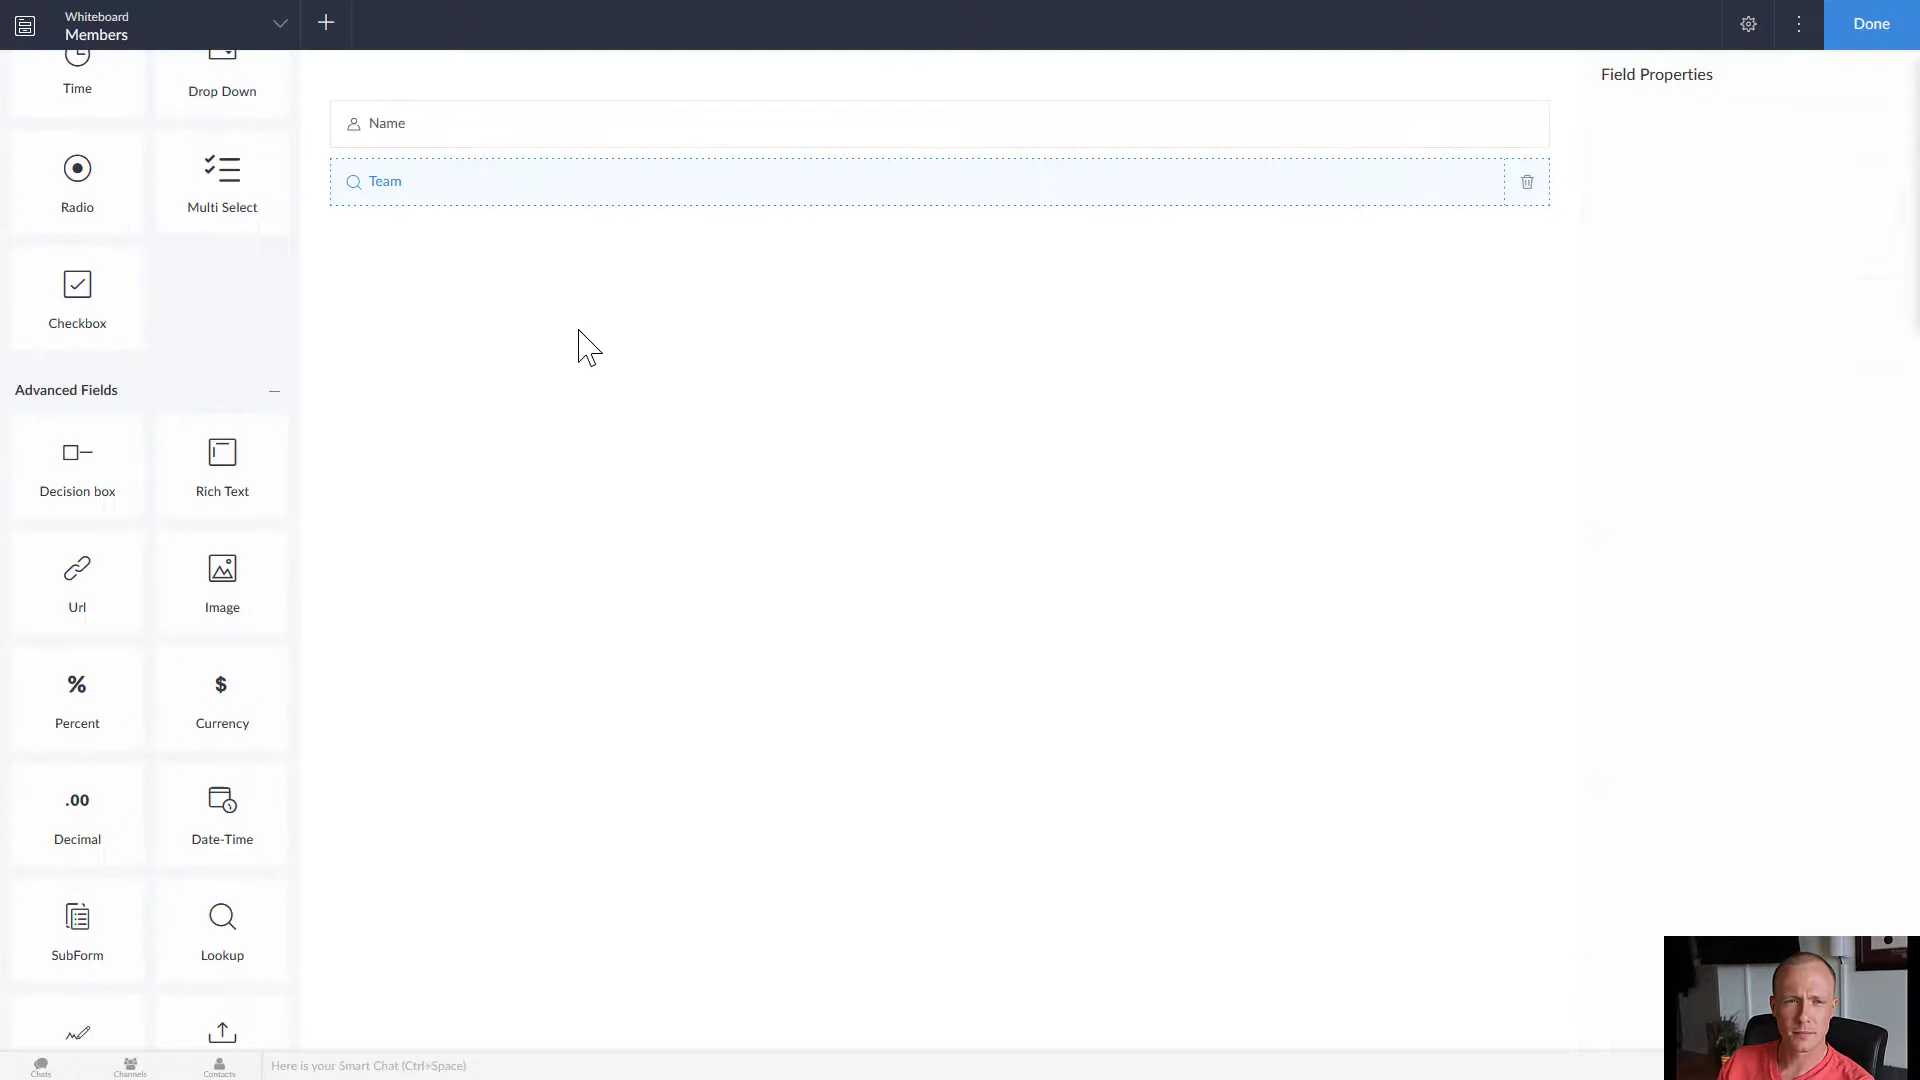 Whiteboard
Members
Done
Time
Drop Down
Radio
Multi Select
Checkbox
Advanced Fields
Decision box
Rich Text
Url
Image
% 
Percent
$
Currency
.00
Decimal
Date-Time
SubForm
Lookup
Name
Team
Field Properties
Chats
Channels
Contacts
Here is your Smart Chat (Ctrl+Space)